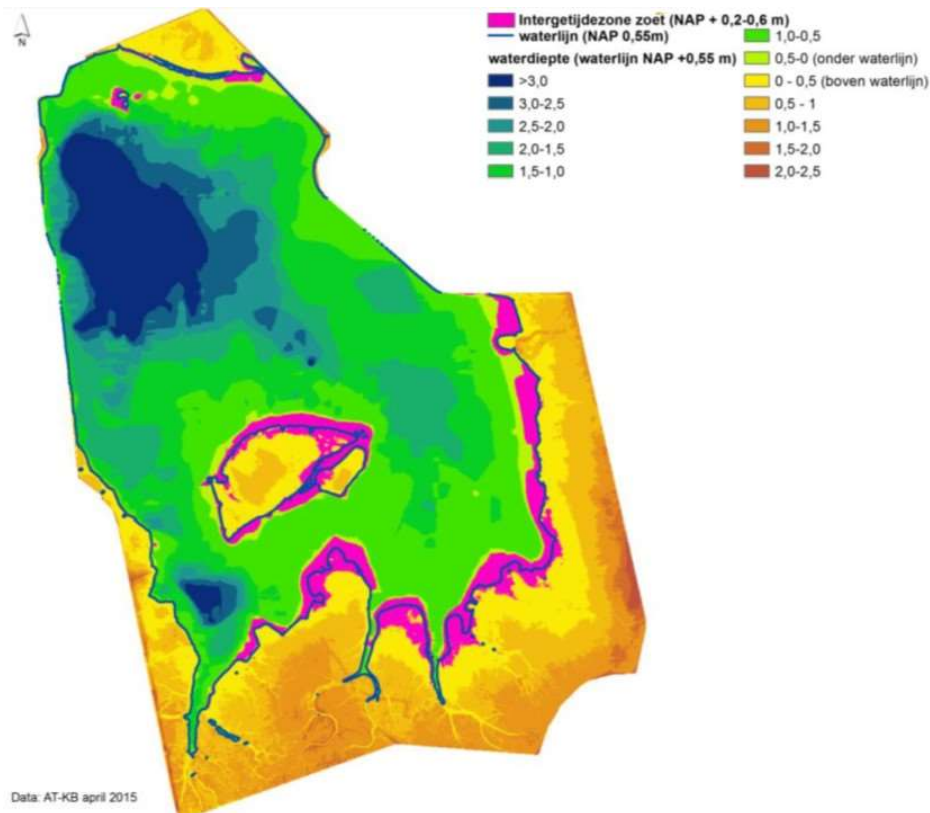 N
Intergetijdezone zoet (NAP + 0,2-0,6 m)
waterlijn (NAP 0,55m)
waterdiepte (waterlijn NAP +0,55 m)
>3,0
3,0-2,5
2,5-2,0
2,0-1,5
1,5-1,0
1,0-0,5
0,5-0 (onder waterlijn)
0 - 0,5 (boven waterlijn)
0,5 - 1
1,0-1,5
1,5-2,0
2,0-2,5
Data: AT-KB april 2015